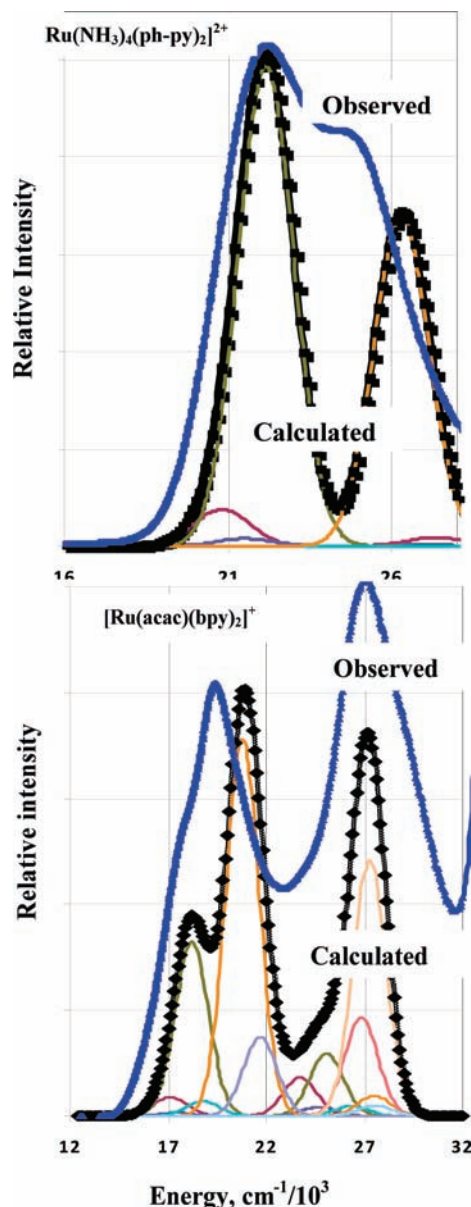 Ru(NH₃)₄(ph-py)₂]²⁺
Observed
Relative Intensity
Calculated
16 21 26
[Ru(acac)(bpy)₂]⁺
Observed
Relative intensity
Calculated
12 17 22 27 32
Energy, cm⁻¹/10³